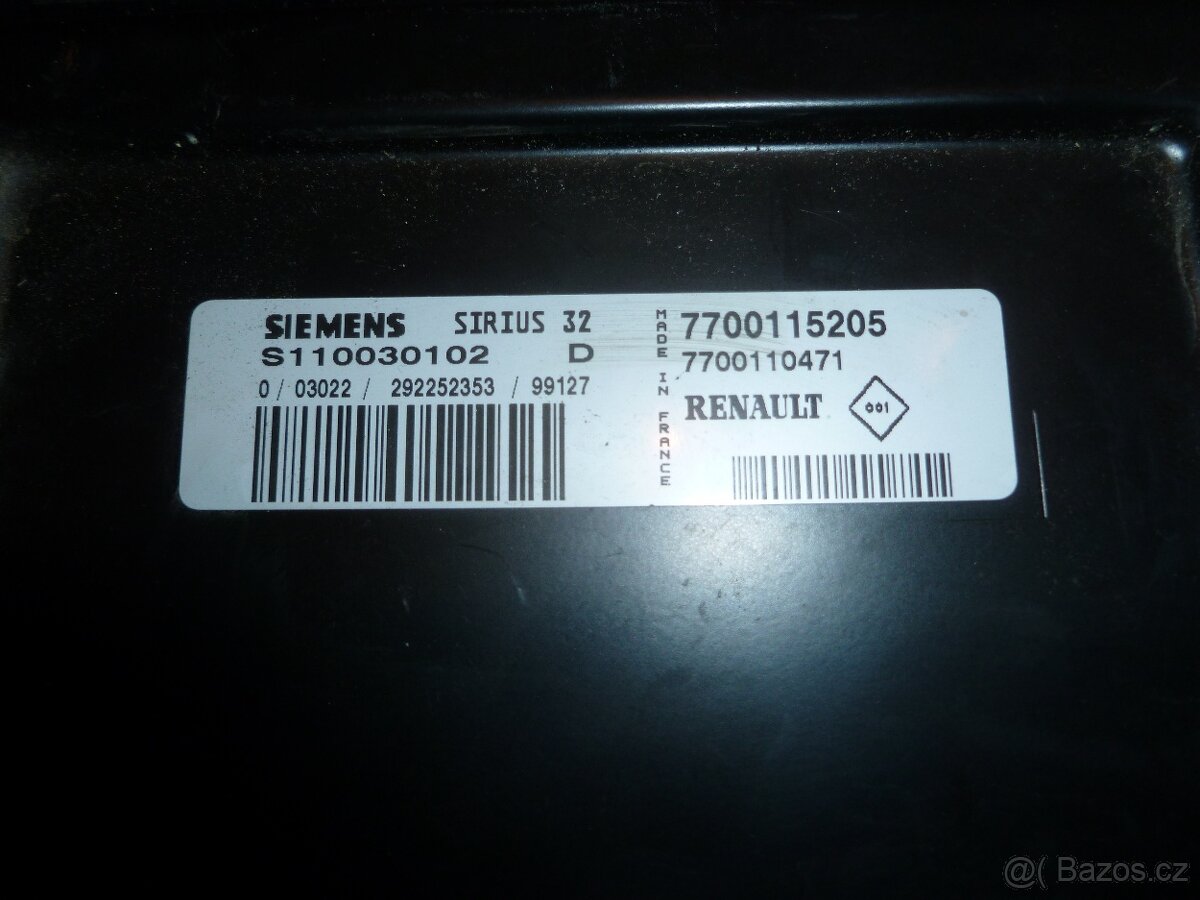 SIEMENS SIRIUS 32
S110030102 D
0 / 03022 / 292252353 / 99127
MADE IN FRANCE
7700115205
7700110471
RENAULT 001
@( Bazos.cz